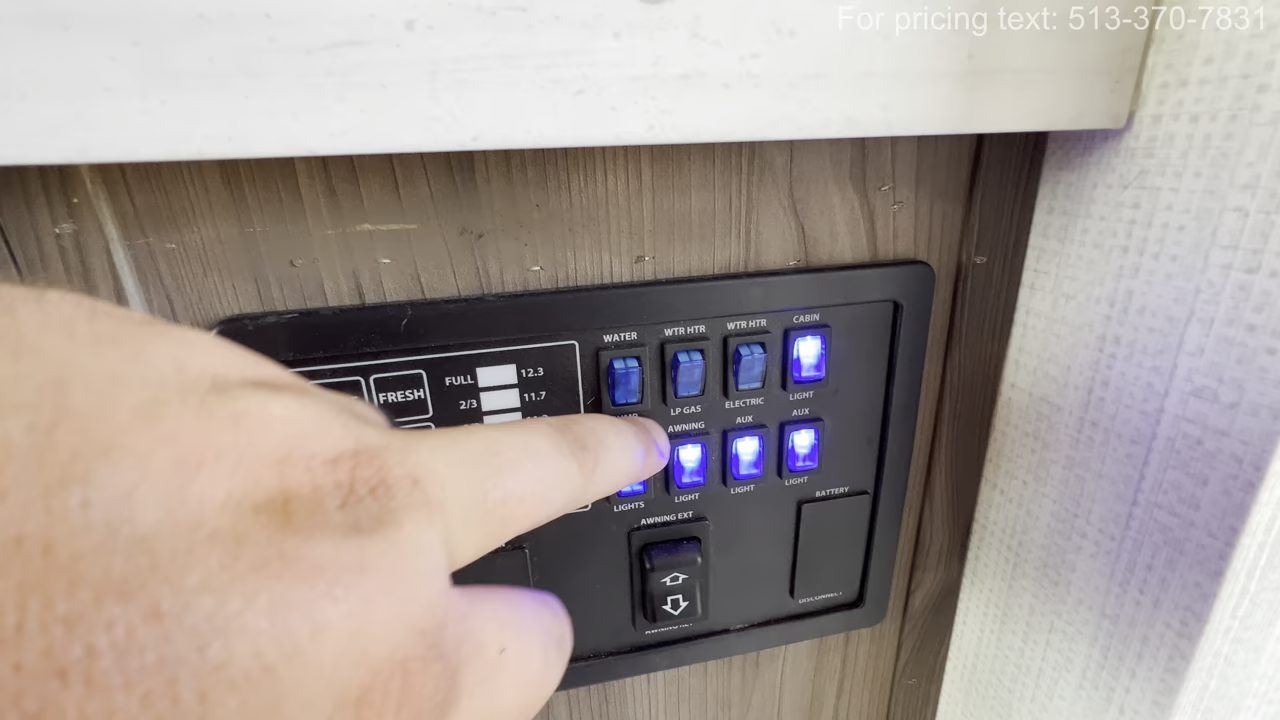 For pricing text: 513-370-7831
WATER
WTR HTR
WTR HTR
CABIN
FRESH
FULL
12.3
2/3
11.7
LP GAS
ELECTRIC
LIGHT
AWNING
AUX
AUX
LIGHTS
LIGHT
LIGHT
LIGHT
AWNING EXT
BATTERY
DISCONNECT